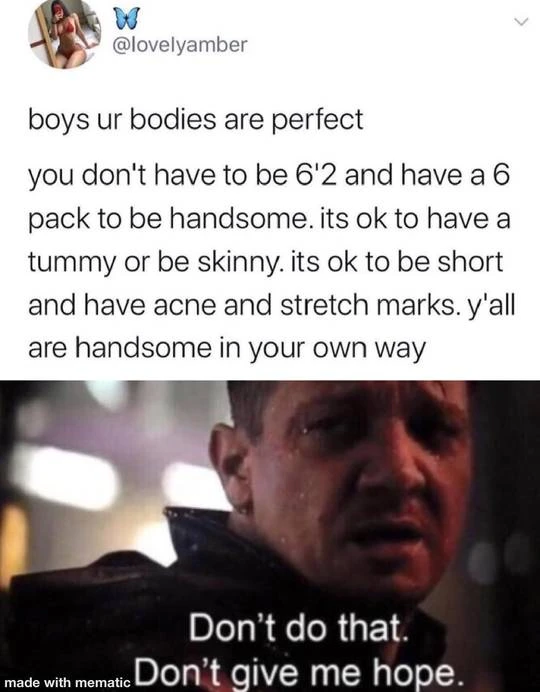 @lovelyamber
boys ur bodies are perfect
you don't have to be 6'2 and have a 6
pack to be handsome. its ok to have a
tummy or be skinny. its ok to be short
and have acne and stretch marks. y'all
are handsome in your own way
Don't do that.
Don't give me hope.
made with mematic